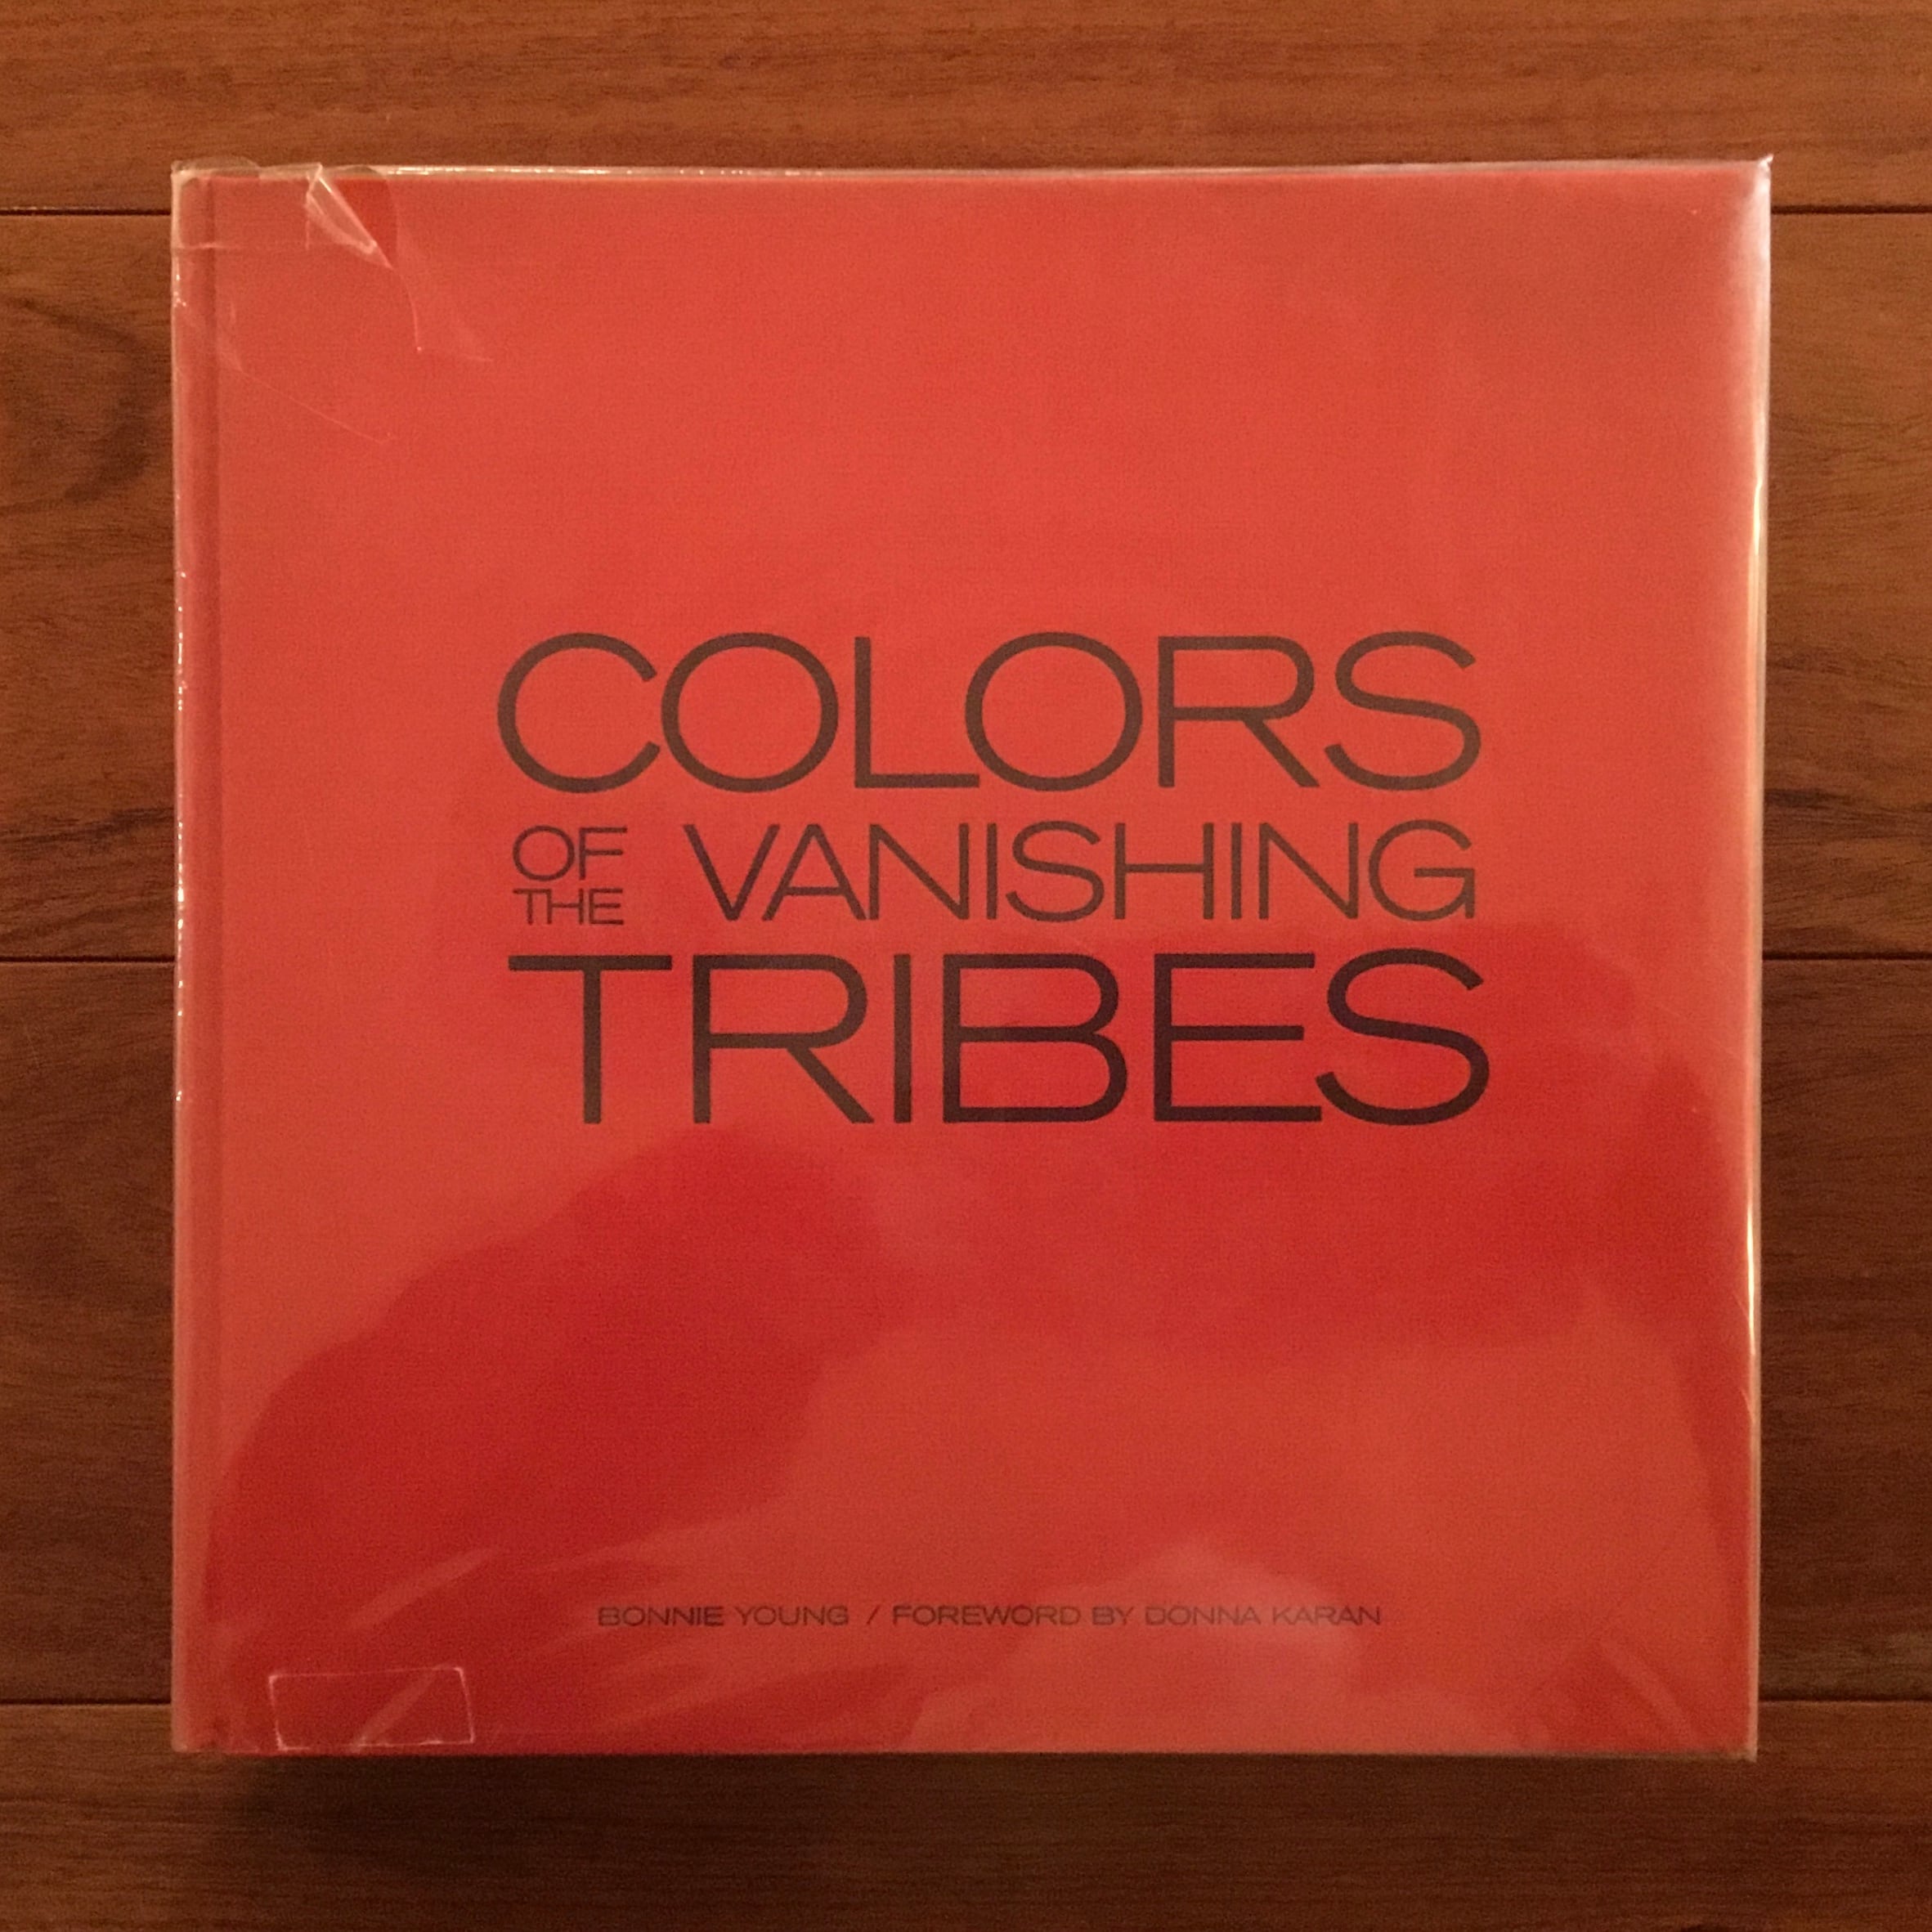 COLORS
OF THE VANISHING
TRIBES
BONNIE YOUNG / FOREWORD BY DONNA KARAN